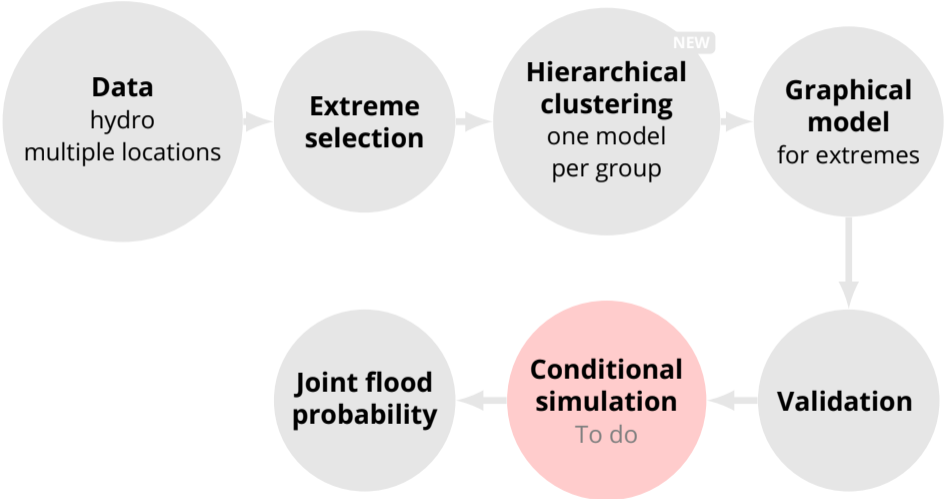 Data
hydro
multiple locations
Extreme
selection
NEW
Hierarchical
clustering
one model
per group
Graphical
model
for extremes
Joint flood
probability
Conditional
simulation
To do
Validation